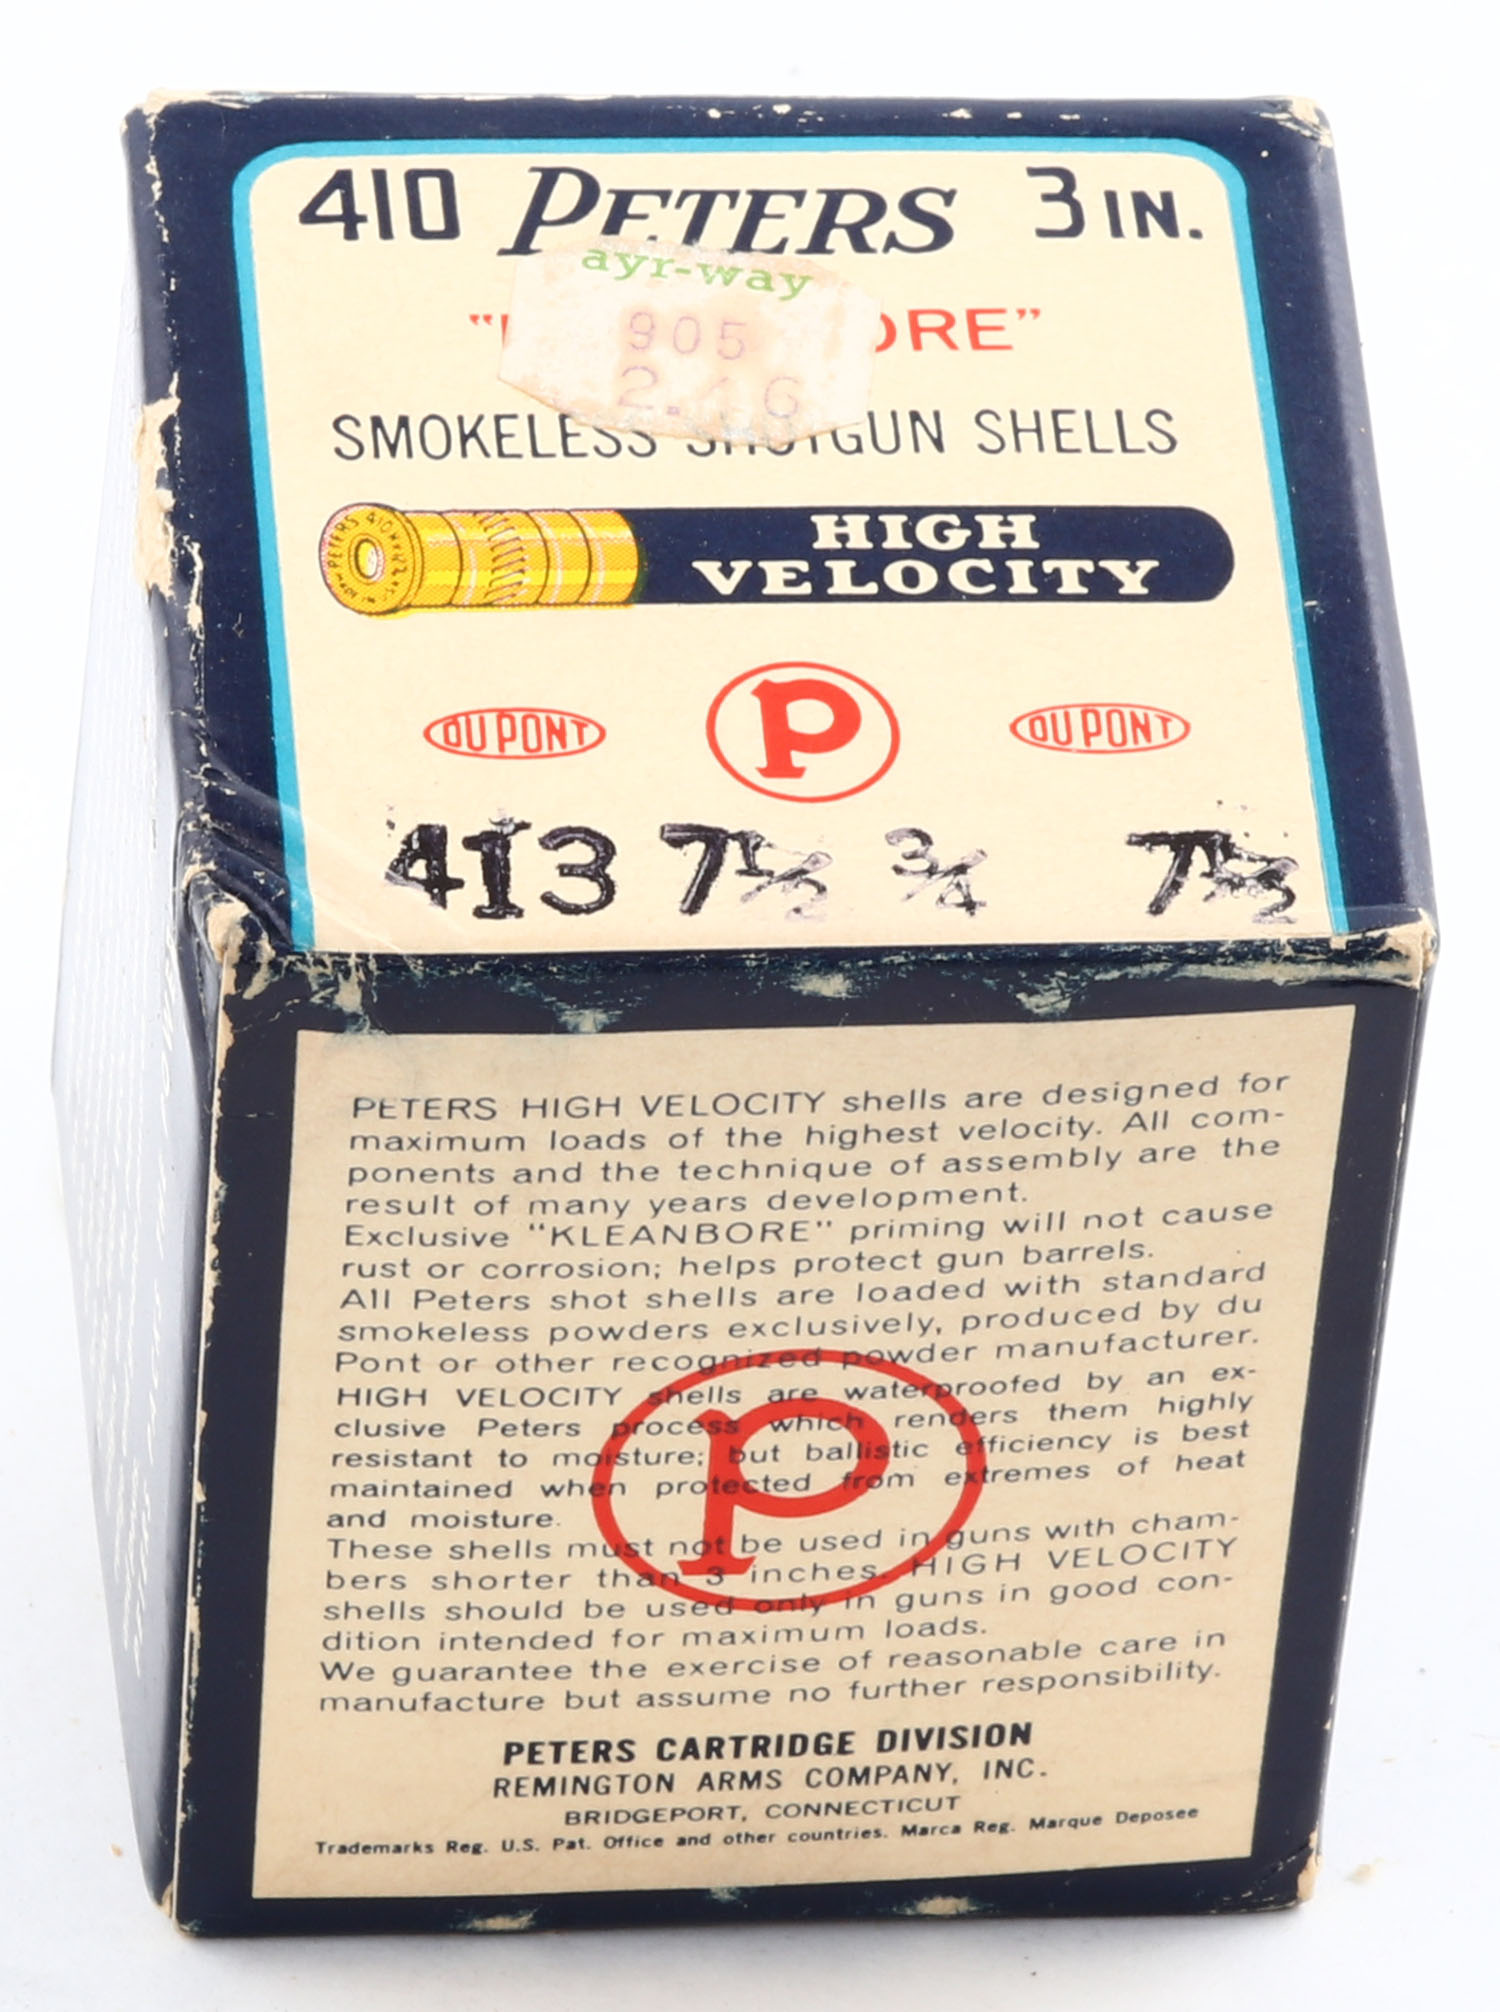 410 PETERS 3 IN.
ayr-way
905
" ORE"
SMOKELESS SHOTGUN SHELLS
PETERS 410
HIGH
VELOCITY
DU PONT P DU PONT
413 7½ ¾ 7½
PETERS HIGH VELOCITY shells are designed for
maximum loads of the highest velocity. All com-
ponents and the technique of assembly are the
result of many years development.
Exclusive "KLEANBORE" priming will not cause
rust or corrosion; helps protect gun barrels.
All Peters shot shells are loaded with standard
smokeless powders exclusively, produced by du
Pont or other recognized powder manufacturer.
HIGH VELOCITY shells are waterproofed by an ex-
clusive Peters process which renders them highly
resistant to moisture; but ballistic efficiency is best
maintained when protected from extremes of heat
and moisture.
These shells must not be used in guns with cham-
bers shorter than 3 inches. HIGH VELOCITY
shells should be used only in guns in good con-
dition intended for maximum loads.
We guarantee the exercise of reasonable care in
manufacture but assume no further responsibility.
P
PETERS CARTRIDGE DIVISION
REMINGTON ARMS COMPANY, INC.
BRIDGEPORT, CONNECTICUT
Trademarks Reg. U.S. Pat. Office and other countries. Marca Reg. Marque Deposee